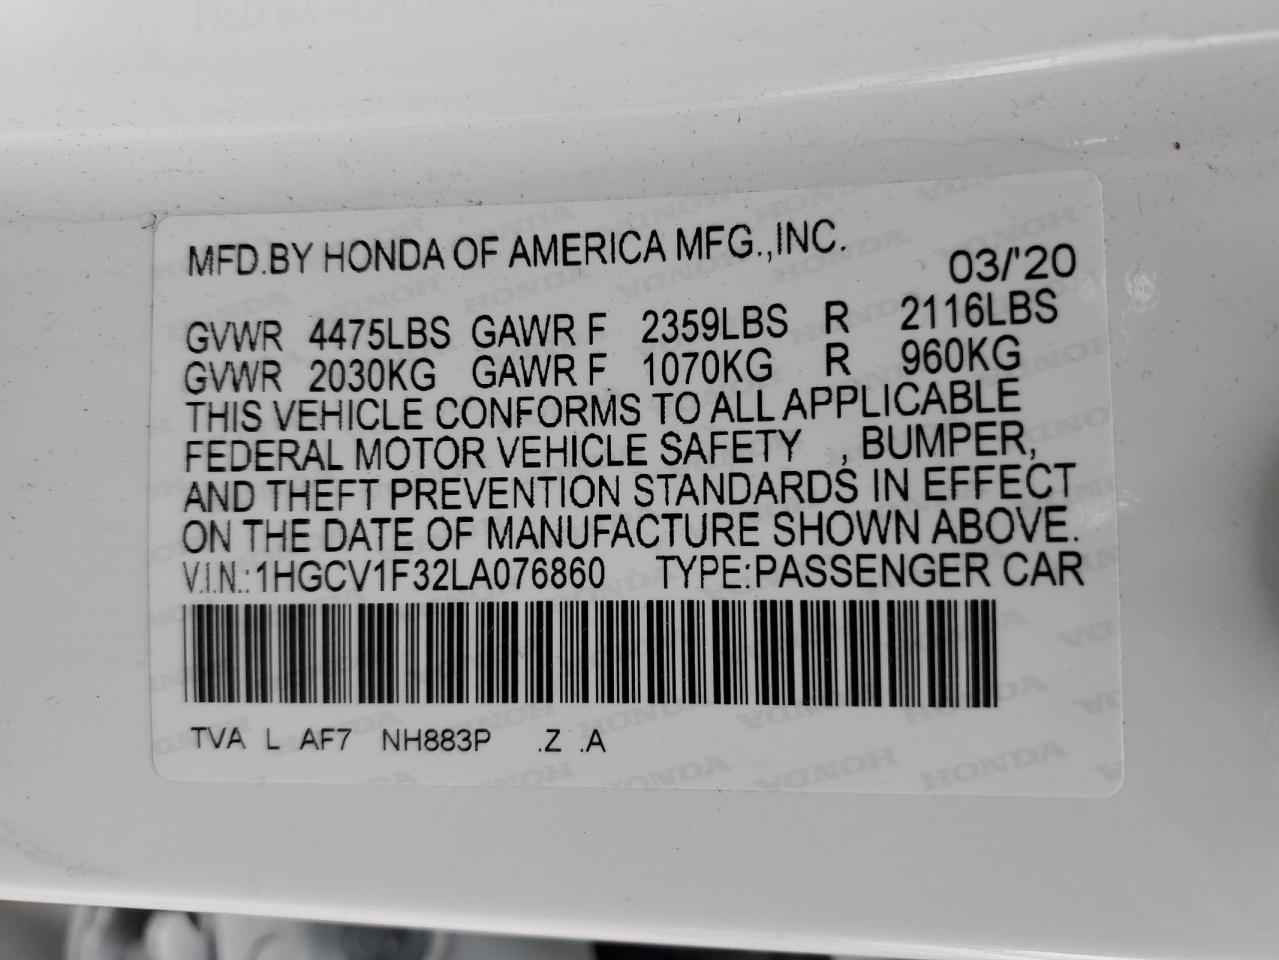 MFD.BY HONDA OF AMERICA MFG.,INC.
03/'20
GVWR 4475LBS GAWR F 2359LBS R 2116LBS
GVWR 2030KG GAWR F 1070KG R 960KG
THIS VEHICLE CONFORMS TO ALL APPLICABLE
FEDERAL MOTOR VEHICLE SAFETY , BUMPER,
AND THEFT PREVENTION STANDARDS IN EFFECT
ON THE DATE OF MANUFACTURE SHOWN ABOVE.
V.I.N.:1HGCV1F32LA076860 TYPE:PASSENGER CAR
TVA L AF7 NH883P .Z .A